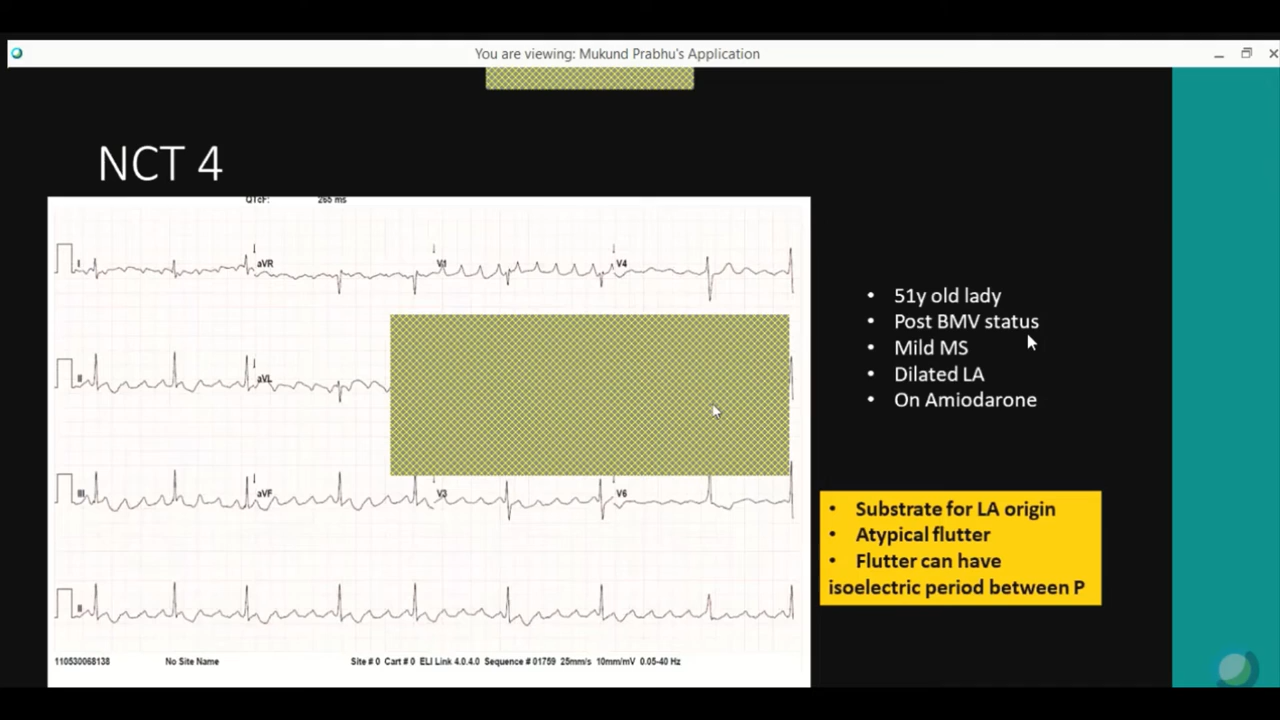 You are viewing: Mukund Prabhu's Application
NCT 4
QTcF: 265 ms
I aVR V1 V4
II aVL
III aVF V3 V6
II
110530068138 No Site Name Site # 0 Cart # 0 ELI Link 4.0.4.0 Sequence # 01759 25mm/s 10mm/mV 0.05-40 Hz
• 51y old lady
• Post BMV status
• Mild MS
• Dilated LA
• On Amiodarone
• Substrate for LA origin
• Atypical flutter
• Flutter can have
isoelectric period between P